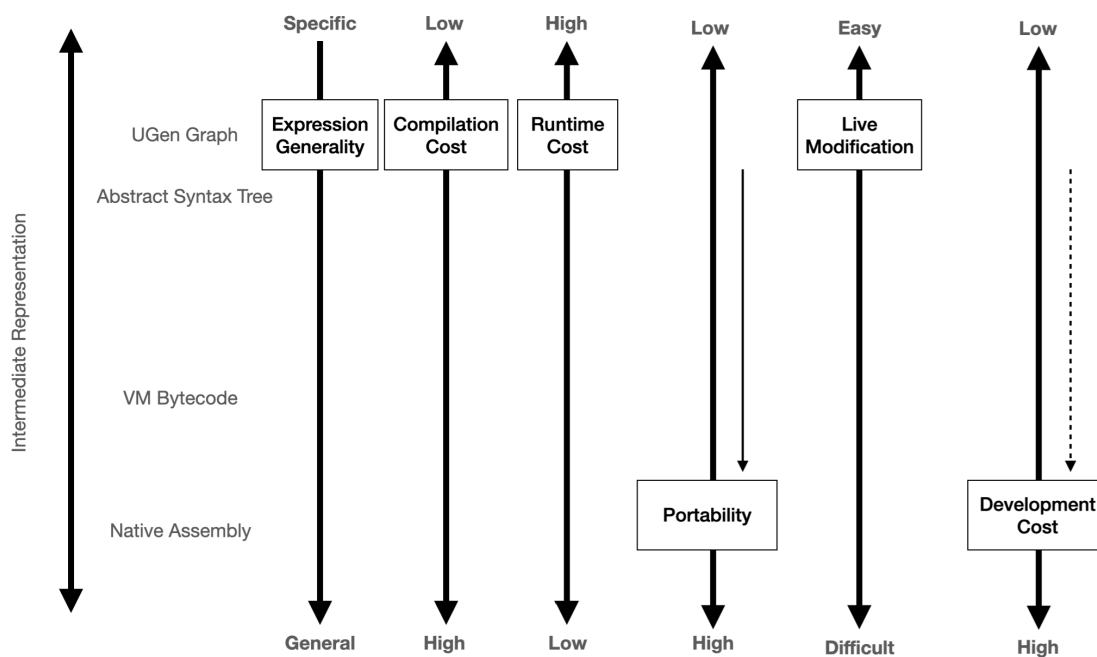 Specific
Low
High
Low
Easy
Low
Intermediate Representation
UGen Graph
Abstract Syntax Tree
VM Bytecode
Native Assembly
Expression
Generality
Compilation
Cost
Runtime
Cost
Live
Modification
Portability
Development
Cost
General
High
Low
High
Difficult
High